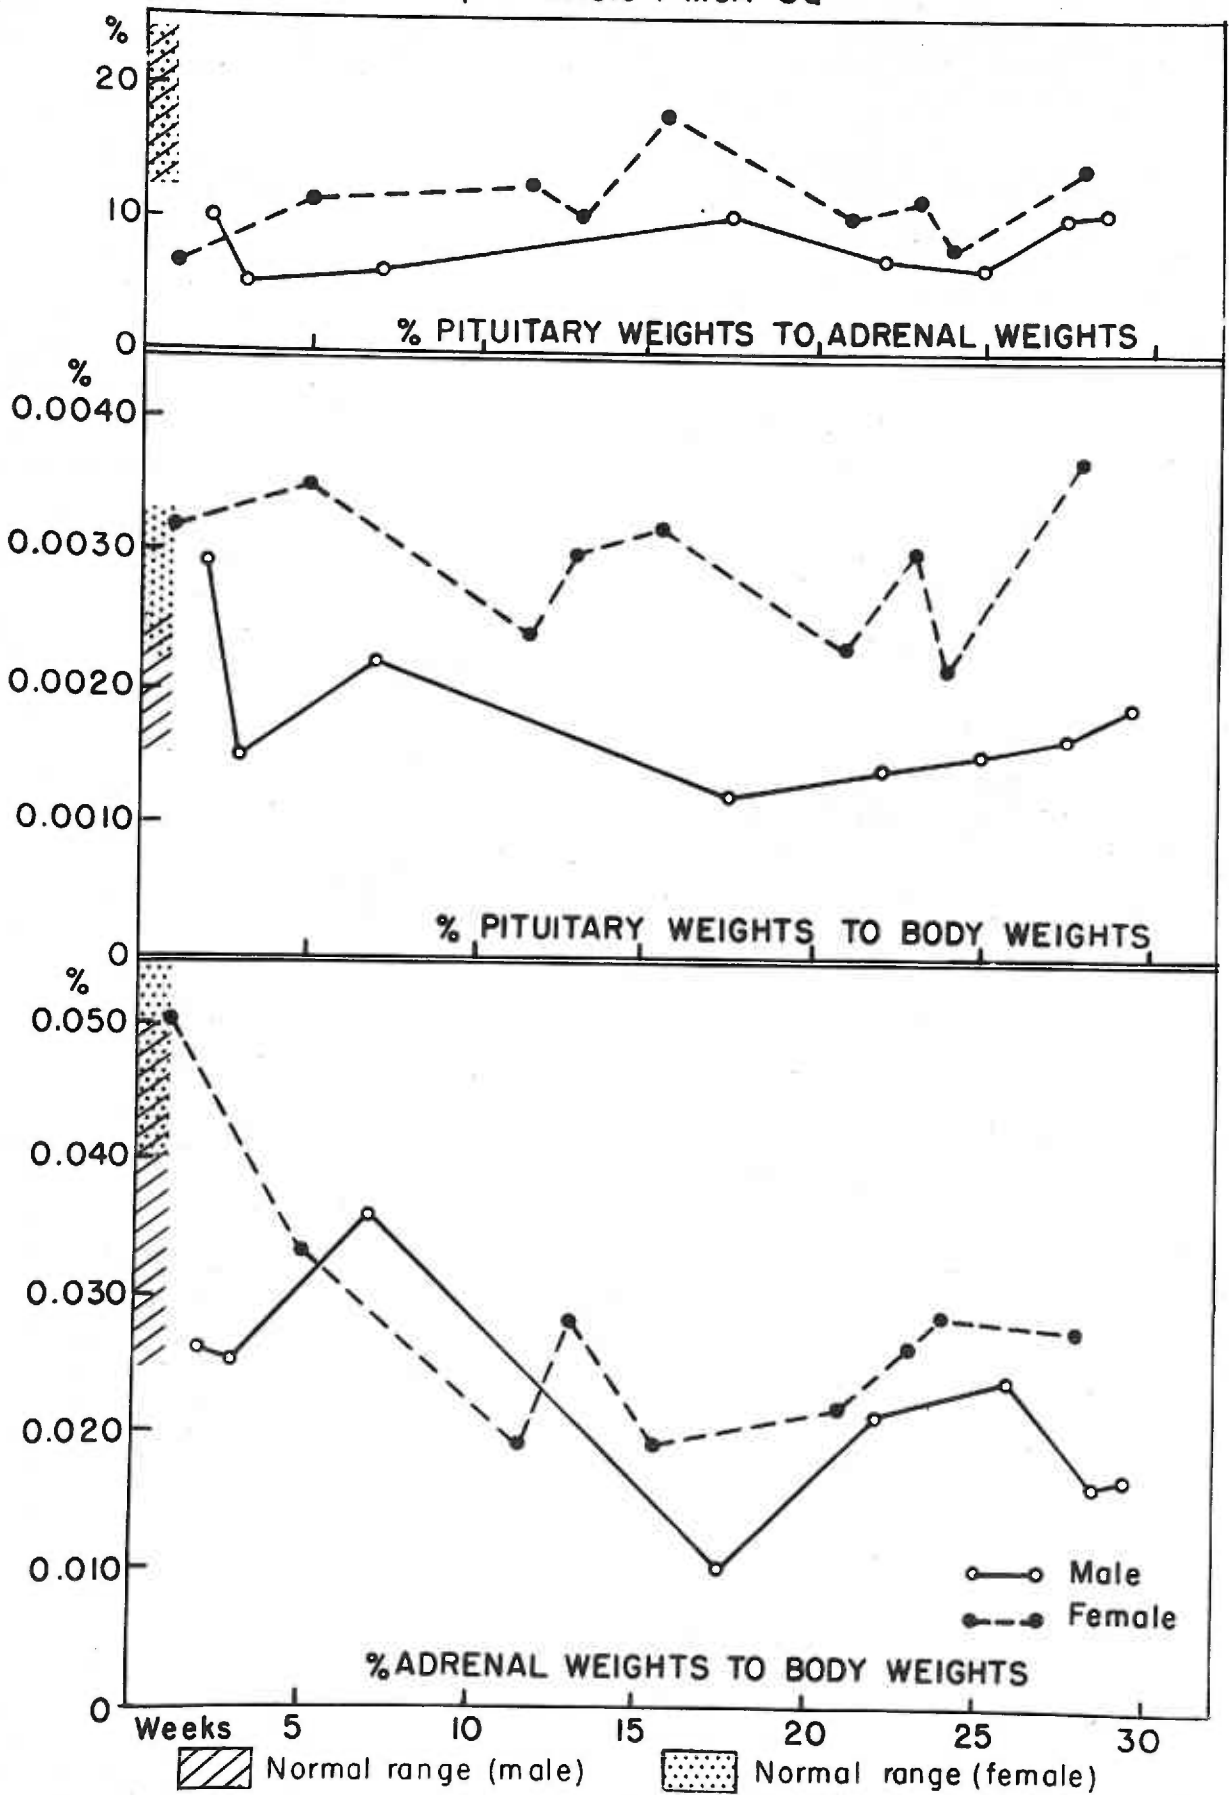 %
20
10
0
% PITUITARY WEIGHTS TO ADRENAL WEIGHTS
%
0.0040
0.0030
0.0020
0.0010
0
% PITUITARY WEIGHTS TO BODY WEIGHTS
%
0.050
0.040
0.030
0.020
0.010
0
Male
Female
% ADRENAL WEIGHTS TO BODY WEIGHTS
Weeks 5 10 15 20 25 30
Normal range (male) Normal range (female)